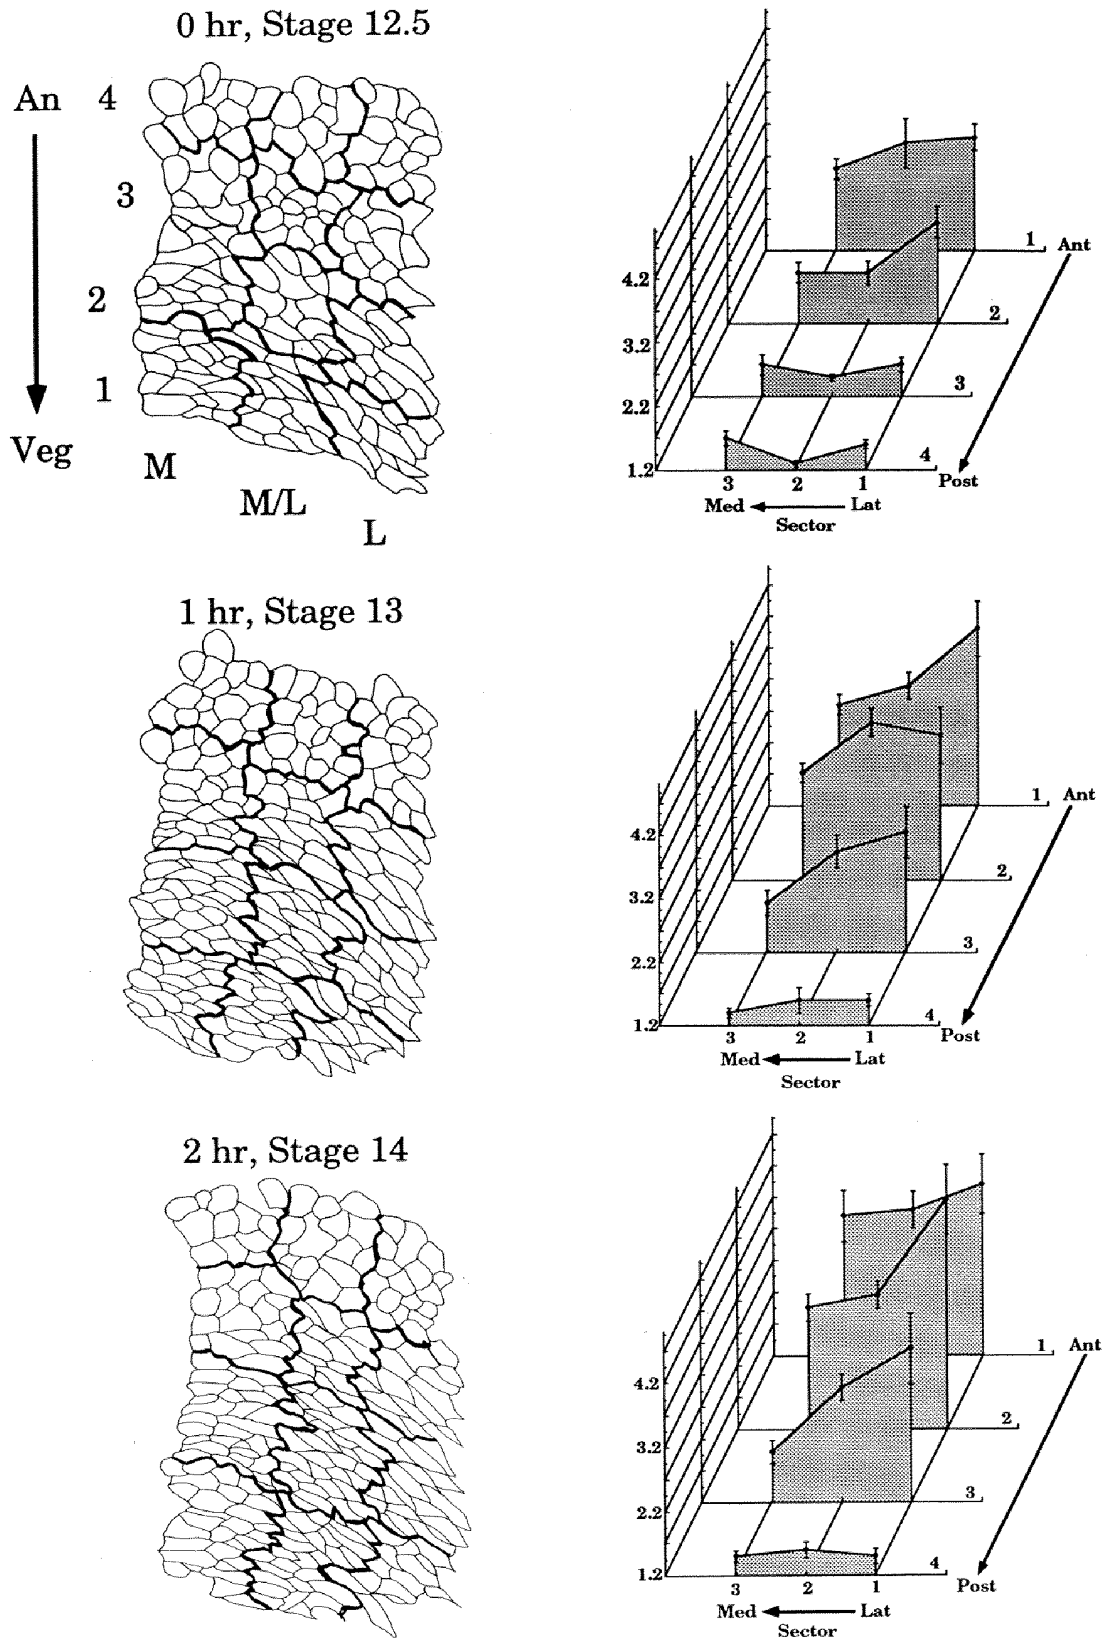 0 hr, Stage 12.5
An 4
3
2
1
Veg
M
M/L
L
4.2
3.2
2.2
1.2
1
2
3
4
Ant
Post
3 2 1
Med Lat
Sector
1 hr, Stage 13
4.2
3.2
2.2
1.2
1
2
3
4
Ant
Post
3 2 1
Med Lat
Sector
2 hr, Stage 14
4.2
3.2
2.2
1.2
1
2
3
4
Ant
Post
3 2 1
Med Lat
Sector